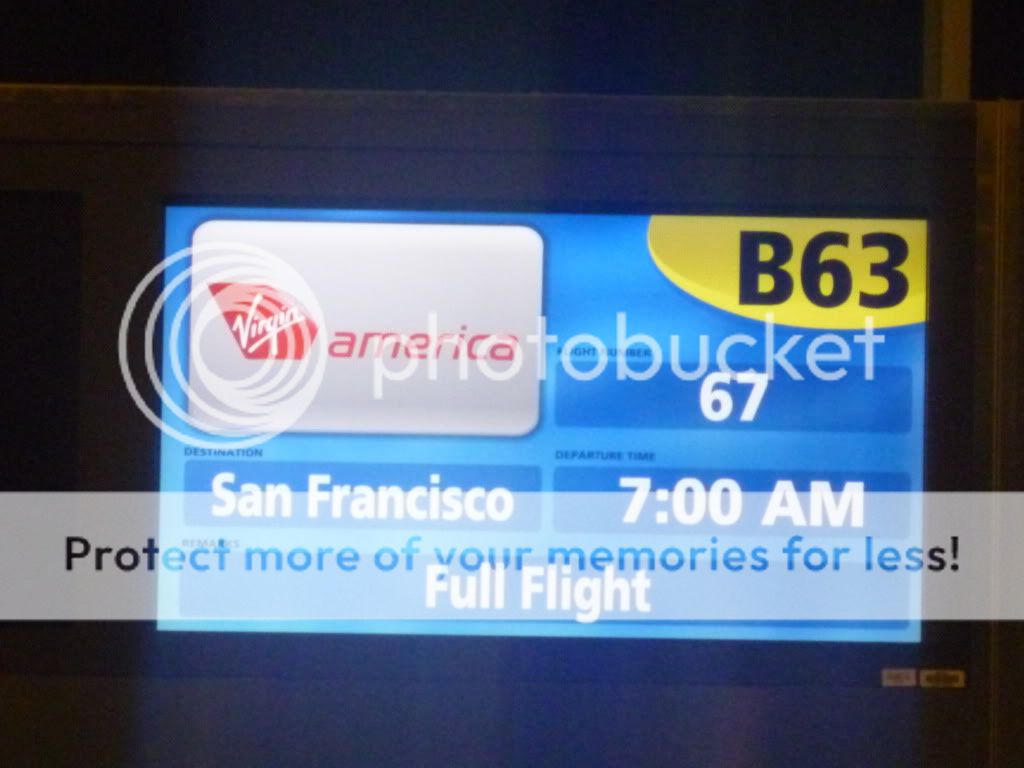 B63
Virgin america
photobucket
FLIGHT NUMBER
67
DESTINATION
DEPARTURE TIME
San Francisco
7:00 AM
REMARKS
Protect more of your memories for less!
Full Flight